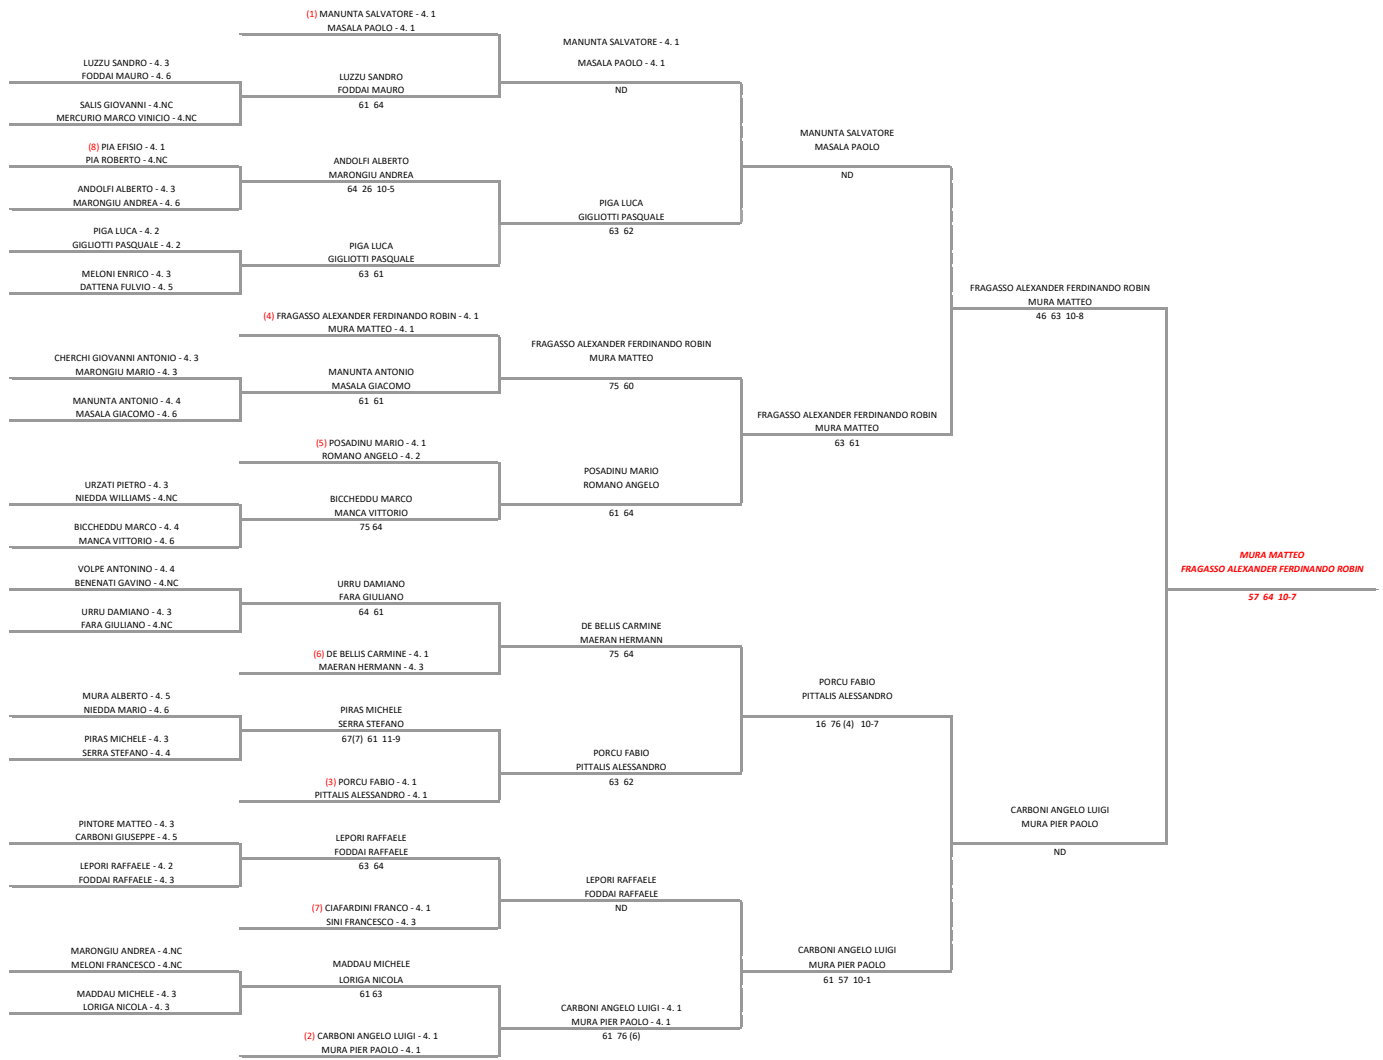 (1) MANUNTA SALVATORE - 4. 1
MASALA PAOLO - 4. 1
MANUNTA SALVATORE - 4. 1
MASALA PAOLO - 4. 1
ND
LUZZU SANDRO - 4. 3
FODDAI MAURO - 4. 6
LUZZU SANDRO
FODDAI MAURO
61 64
SALIS GIOVANNI - 4.NC
MERCURIO MARCO VINICIO - 4.NC
MANUNTA SALVATORE
MASALA PAOLO
ND
(8) PIA EFISIO - 4. 1
PIA ROBERTO - 4.NC
ANDOLFI ALBERTO
MARONGIU ANDREA
64 26 10-5
ANDOLFI ALBERTO - 4. 3
MARONGIU ANDREA - 4. 6
PIGA LUCA
GIGLIOTTI PASQUALE
63 62
PIGA LUCA - 4. 2
GIGLIOTTI PASQUALE - 4. 2
PIGA LUCA
GIGLIOTTI PASQUALE
63 61
MELONI ENRICO - 4. 3
DATTENA FULVIO - 4. 5
FRAGASSO ALEXANDER FERDINANDO ROBIN
MURA MATTEO
46 63 10-8
(4) FRAGASSO ALEXANDER FERDINANDO ROBIN - 4. 1
MURA MATTEO - 4. 1
FRAGASSO ALEXANDER FERDINANDO ROBIN
MURA MATTEO
75 60
CHERCHI GIOVANNI ANTONIO - 4. 3
MARONGIU MARIO - 4. 3
MANUNTA ANTONIO
MASALA GIACOMO
61 61
MANUNTA ANTONIO - 4. 4
MASALA GIACOMO - 4. 6
FRAGASSO ALEXANDER FERDINANDO ROBIN
MURA MATTEO
63 61
(5) POSADINU MARIO - 4. 1
ROMANO ANGELO - 4. 2
POSADINU MARIO
ROMANO ANGELO
61 64
URZATI PIETRO - 4. 3
NIEDDA WILLIAMS - 4.NC
BICCHEDDU MARCO
MANCA VITTORIO
75 64
BICCHEDDU MARCO - 4. 4
MANCA VITTORIO - 4. 6
MURA MATTEO
FRAGASSO ALEXANDER FERDINANDO ROBIN
57 64 10-7
VOLPE ANTONINO - 4. 4
BENENATI GAVINO - 4.NC
URRU DAMIANO
FARA GIULIANO
64 61
URRU DAMIANO - 4. 3
FARA GIULIANO - 4.NC
DE BELLIS CARMINE
MAERAN HERMANN
75 64
(6) DE BELLIS CARMINE - 4. 1
MAERAN HERMANN - 4. 3
PORCU FABIO
PITTALIS ALESSANDRO
16 76 (4) 10-7
MURA ALBERTO - 4. 5
NIEDDA MARIO - 4. 6
PIRAS MICHELE
SERRA STEFANO
67(7) 61 11-9
PIRAS MICHELE - 4. 3
SERRA STEFANO - 4. 4
PORCU FABIO
PITTALIS ALESSANDRO
63 62
(3) PORCU FABIO - 4. 1
PITTALIS ALESSANDRO - 4. 1
CARBONI ANGELO LUIGI
MURA PIER PAOLO
ND
PINTORE MATTEO - 4. 3
CARBONI GIUSEPPE - 4. 5
LEPORI RAFFAELE
FODDAI RAFFAELE
63 64
LEPORI RAFFAELE - 4. 2
FODDAI RAFFAELE - 4. 3
LEPORI RAFFAELE
FODDAI RAFFAELE
ND
(7) CIAFARDINI FRANCO - 4. 1
SINI FRANCESCO - 4. 3
CARBONI ANGELO LUIGI
MURA PIER PAOLO
61 57 10-1
MARONGIU ANDREA - 4.NC
MELONI FRANCESCO - 4.NC
MADDAU MICHELE
LORIGA NICOLA
61 63
MADDAU MICHELE - 4. 3
LORIGA NICOLA - 4. 3
CARBONI ANGELO LUIGI - 4. 1
MURA PIER PAOLO - 4. 1
61 76 (6)
(2) CARBONI ANGELO LUIGI - 4. 1
MURA PIER PAOLO - 4. 1